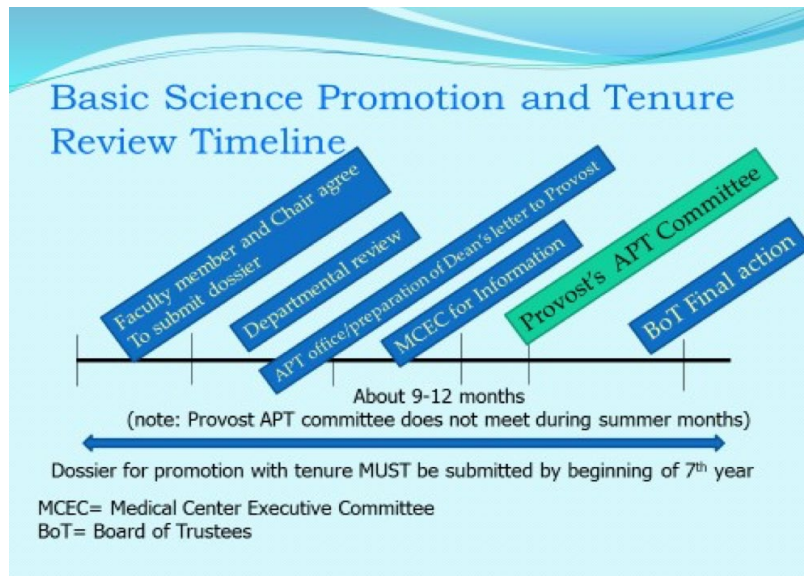 Basic Science Promotion and Tenure
Review Timeline
Faculty member and Chair agree
To submit dossier
Departmental review
APT office/preparation of Dean's letter to Provost
MCEC for Information
Provost's APT Committee
BoT Final action
About 9-12 months
(note: Provost APT committee does not meet during summer months)
Dossier for promotion with tenure MUST be submitted by beginning of 7th year
MCEC= Medical Center Executive Committee
BoT= Board of Trustees